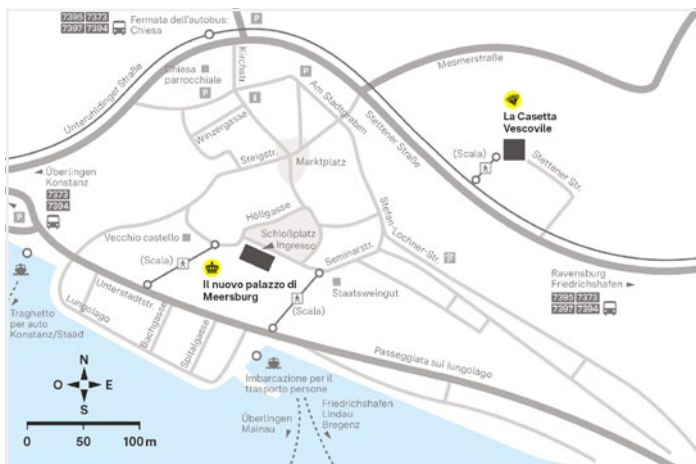 7395 7373
7397 7394
Fermata dell'autobus:
Chiesa
P
Unteruhldinger Straße
Chiesa
parrocchiale
P
Kirchstr.
i
P
Am Stadtgraben
Winzergasse
Steigstr.
Marktplatz
Stettener Straße
Mesmerstraße
La Casetta
Vescovile
(Scala)
Stettener Str.
Überlingen
Konstanz
7373
7394
P
Höllgasse
Vecchio castello
Schloßplatz
Ingresso
Stefan-Lochner-Str.
P
(Scala)
Seminarstr.
Il nuovo palazzo di
Meersburg
Staatsweingut
(Scala)
Ravensburg
Friedrichshafen
7395 7373
7397 7394
Traghetto
per auto
Konstanz/Staad
Lungolago
Unterstadtstr.
Bachgasse
Spitalgasse
Passeggiata sul lungolago
Imbarcazione per il
trasporto persone
Überlingen
Mainau
Friedrichshafen
Lindau
Bregenz
N
O E
S
0 50 100 m